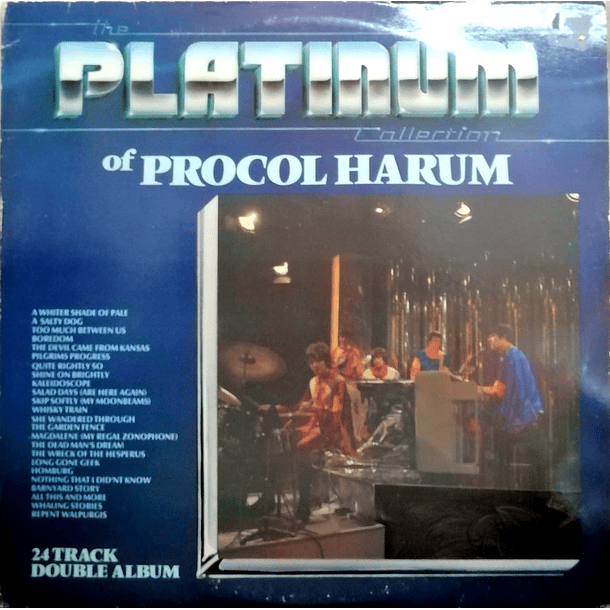 the
PLATINUM
Collection
of PROCOL HARUM
A WHITER SHADE OF PALE
A SALTY DOG
TOO MUCH BETWEEN US
BOREDOM
THE DEVIL CAME FROM KANSAS
PILGRIMS PROGRESS
QUITE RIGHTLY SO
SHINE ON BRIGHTLY
KALEIDOSCOPE
SALAD DAYS (ARE HERE AGAIN)
SKIP SOFTLY (MY MOONBEAMS)
WHISKY TRAIN
SHE WANDERED THROUGH
THE GARDEN FENCE
MAGDALENE (MY REGAL ZONOPHONE)
THE DEAD MAN'S DREAM
THE WRECK OF THE HESPERUS
LONG GONE GEEK
HOMBURG
NOTHING THAT I DID'NT KNOW
BARNYARD STORY
ALL THIS AND MORE
WHALING STORIES
REPENT WALPURGIS
24 TRACK
DOUBLE ALBUM